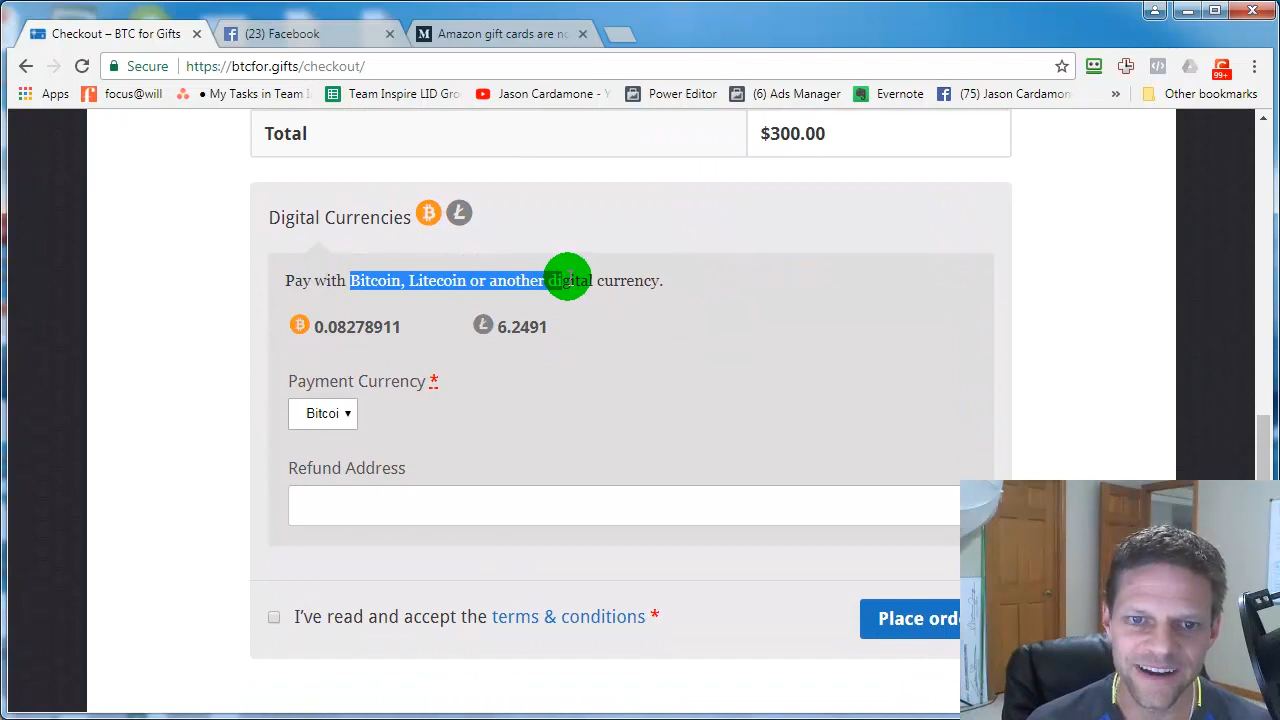 Checkout – BTC for Gifts
(23) Facebook
Amazon gift cards are no
Secure
https://btcfor.gifts/checkout/
99+
Apps
focus@will
● My Tasks in Team I
Team Inspire LID Gro
Jason Cardamone - Y
Power Editor
(6) Ads Manager
Evernote
(75) Jason Cardamon
»
Other bookmarks
Total
$300.00
Digital Currencies
Pay with Bitcoin, Litecoin or another digital currency.
0.08278911
6.2491
Payment Currency *
Bitcoi
Refund Address
I’ve read and accept the terms & conditions *
Place orde